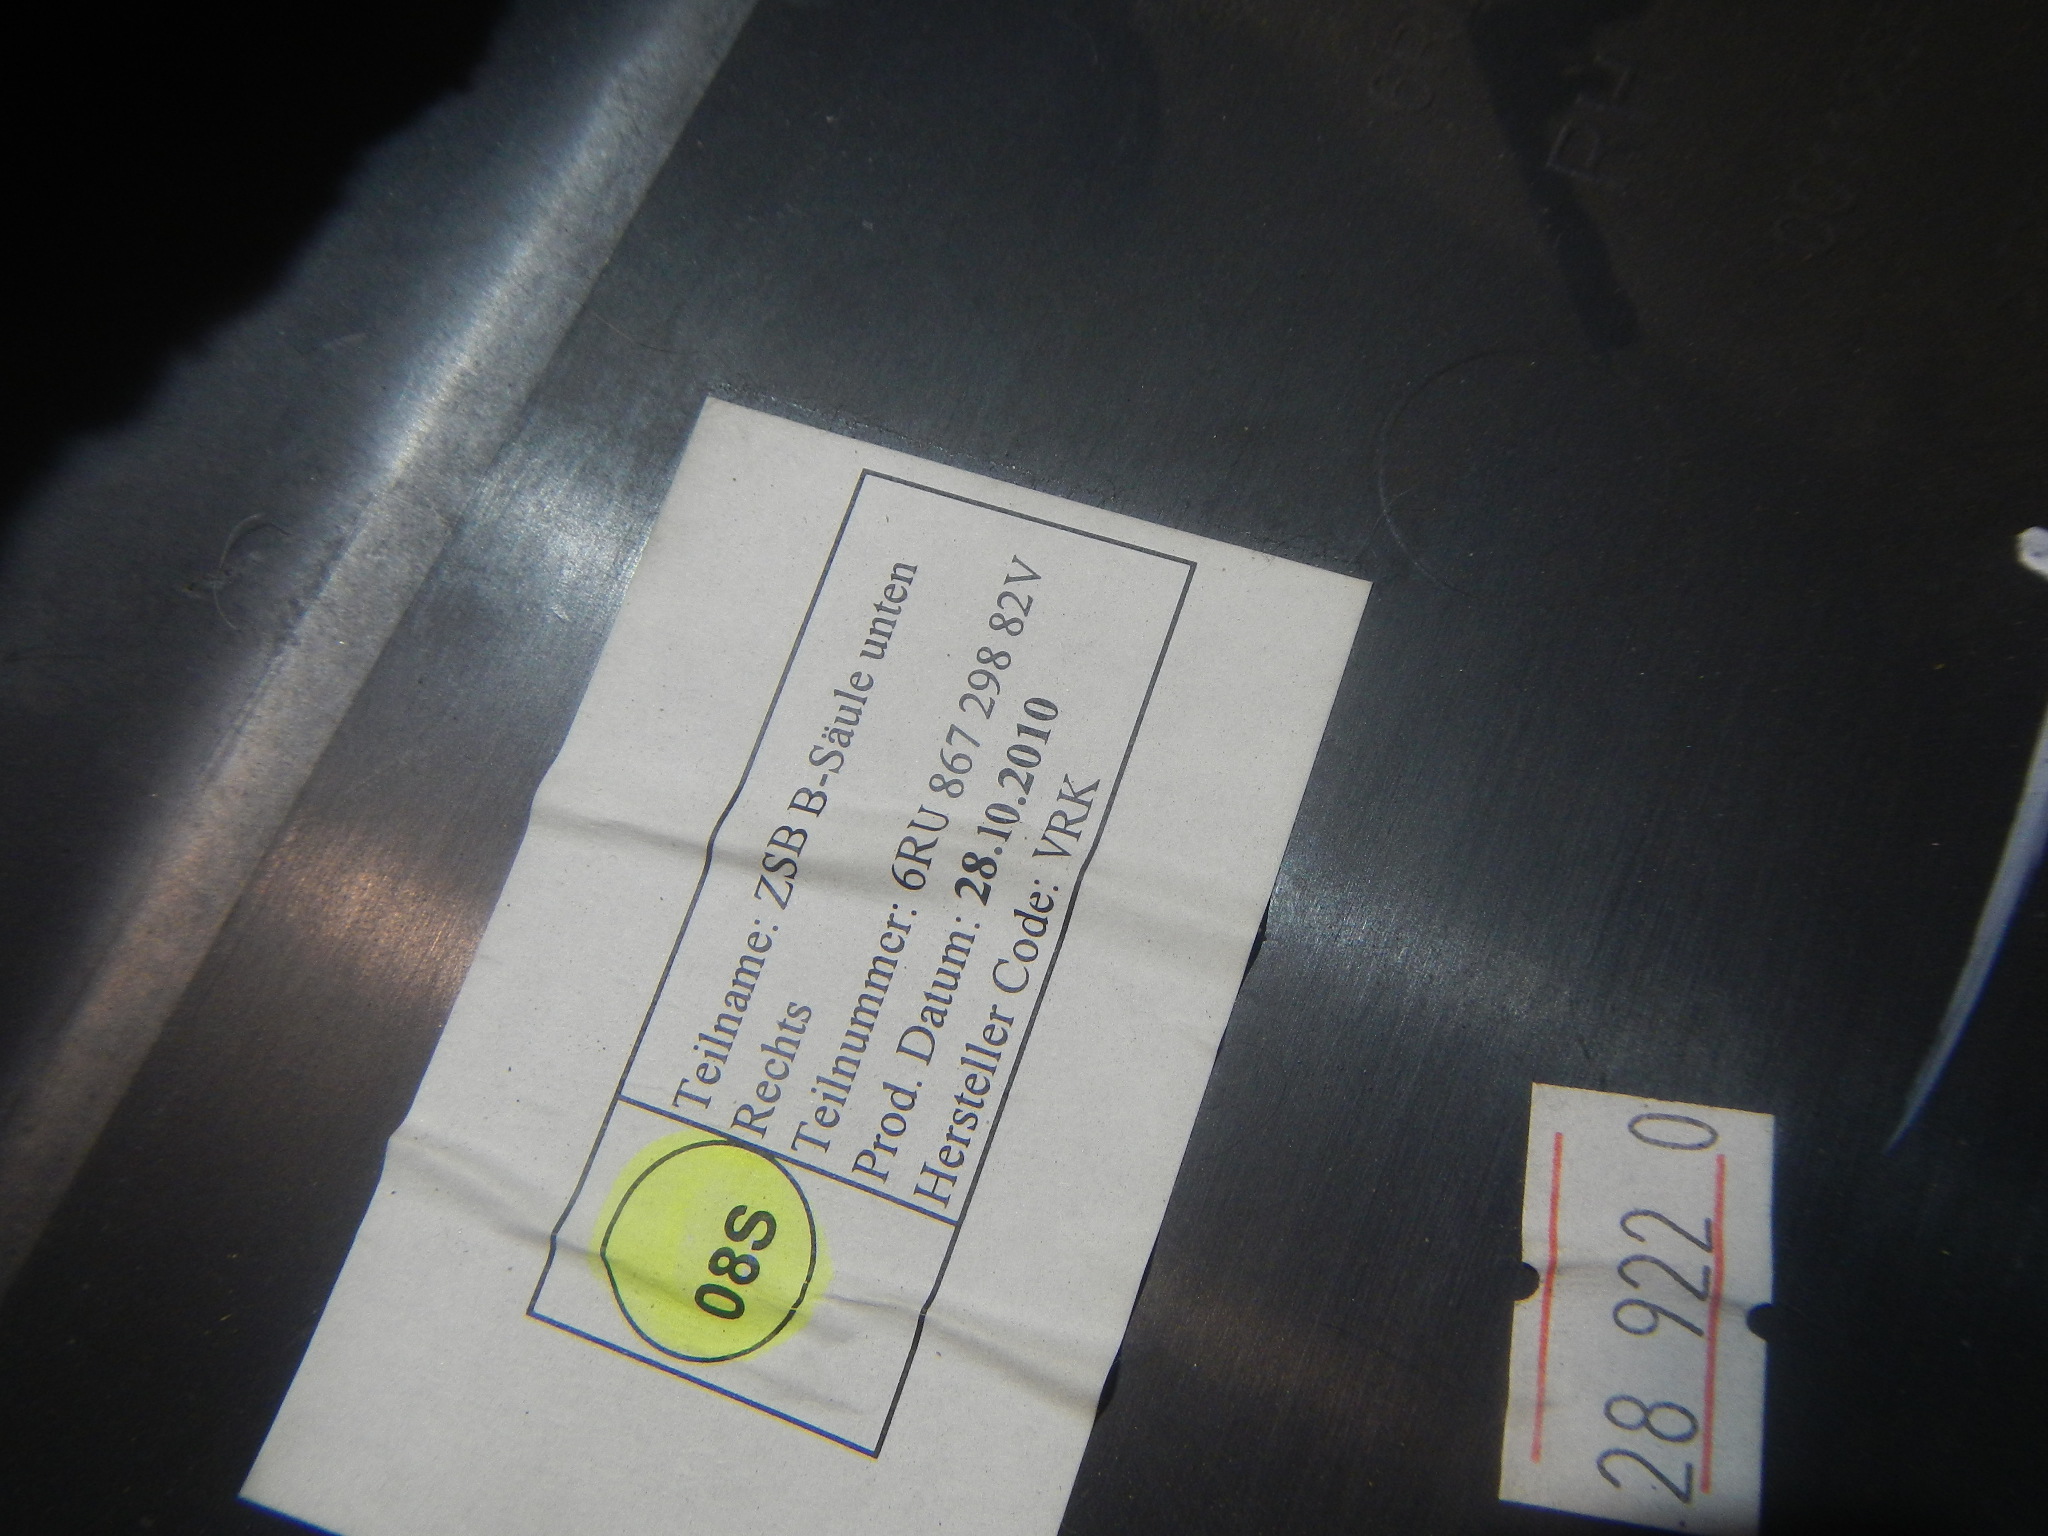 08S
Teilname: ZSB B-Säule unten
Rechts
Teilnummer: 6RU 867 298 82V
Prod. Datum: 28.10.2010
Hersteller Code: VRK
28 922 0